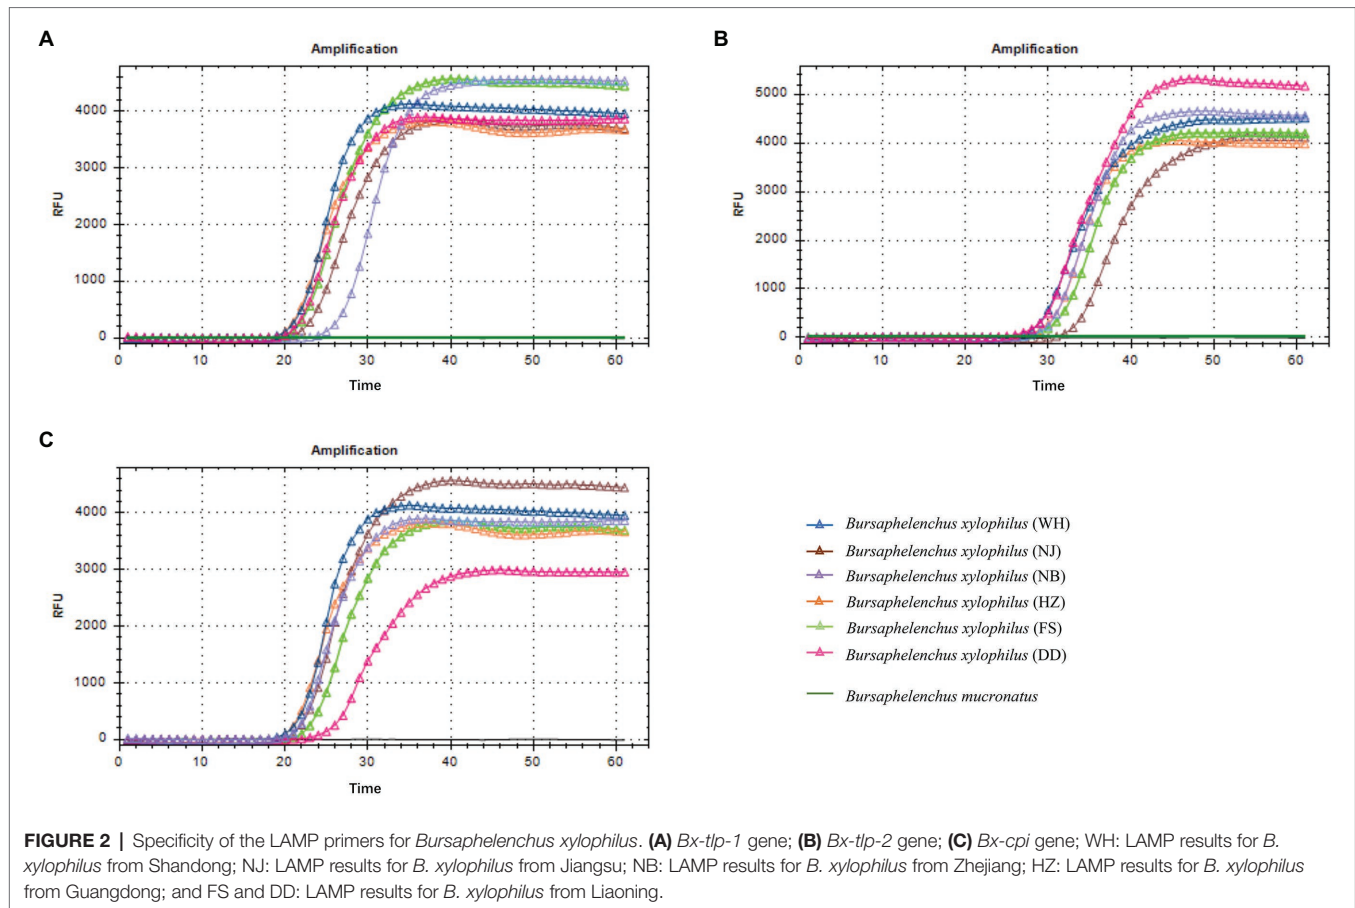 A
Amplification
4000
3000
2000
1000
0
RFU
0 10 20 30 40 50 60
Time
B
Amplification
5000
4000
3000
2000
1000
0
RFU
0 10 20 30 40 50 60
Time
C
Amplification
4000
3000
2000
1000
0
RFU
0 10 20 30 40 50 60
Time
Bursaphelenchus xylophilus (WH)
Bursaphelenchus xylophilus (NJ)
Bursaphelenchus xylophilus (NB)
Bursaphelenchus xylophilus (HZ)
Bursaphelenchus xylophilus (FS)
Bursaphelenchus xylophilus (DD)
Bursaphelenchus mucronatus
FIGURE 2 | Specificity of the LAMP primers for Bursaphelenchus xylophilus. (A) Bx-tlp-1 gene; (B) Bx-tlp-2 gene; (C) Bx-cpi gene; WH: LAMP results for B.
xylophilus from Shandong; NJ: LAMP results for B. xylophilus from Jiangsu; NB: LAMP results for B. xylophilus from Zhejiang; HZ: LAMP results for B. xylophilus
from Guangdong; and FS and DD: LAMP results for B. xylophilus from Liaoning.